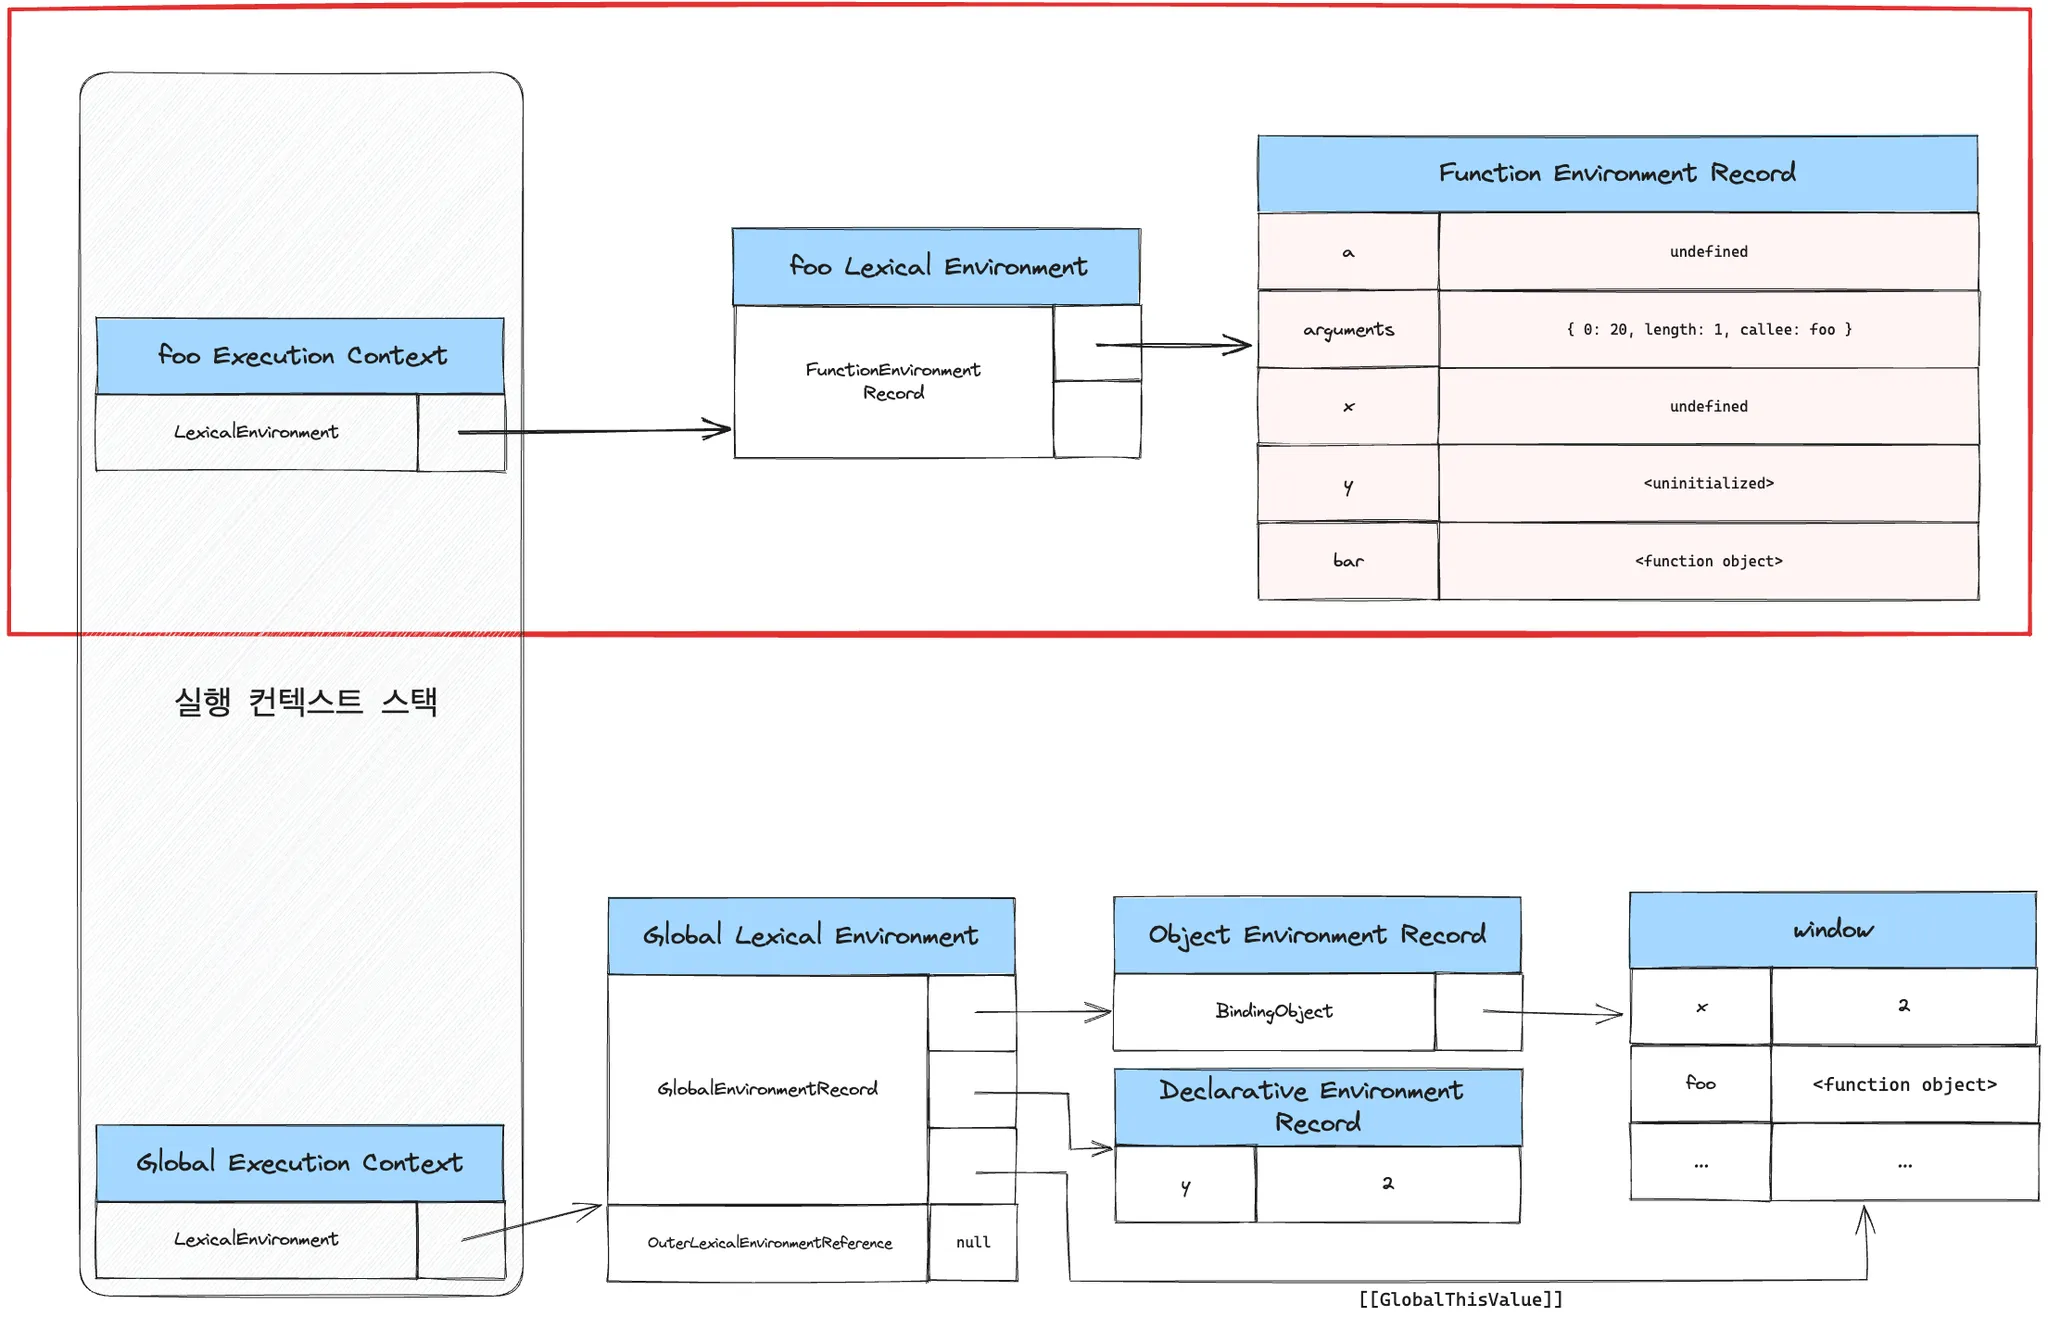 Function Environment Record
a
undefined
arguments
{ 0: 20, length: 1, callee: foo }
x
undefined
y
<uninitialized>
bar
<function object>
foo Lexical Environment
FunctionEnvironment
Record
foo Execution Context
LexicalEnvironment
실행 컨텍스트 스택
Global Execution Context
LexicalEnvironment
Global Lexical Environment
GlobalEnvironmentRecord
OuterLexicalEnvironmentReference
null
Object Environment Record
BindingObject
Declarative Environment
Record
y
2
window
x
2
foo
<function object>
...
...
[[GlobalThisValue]]